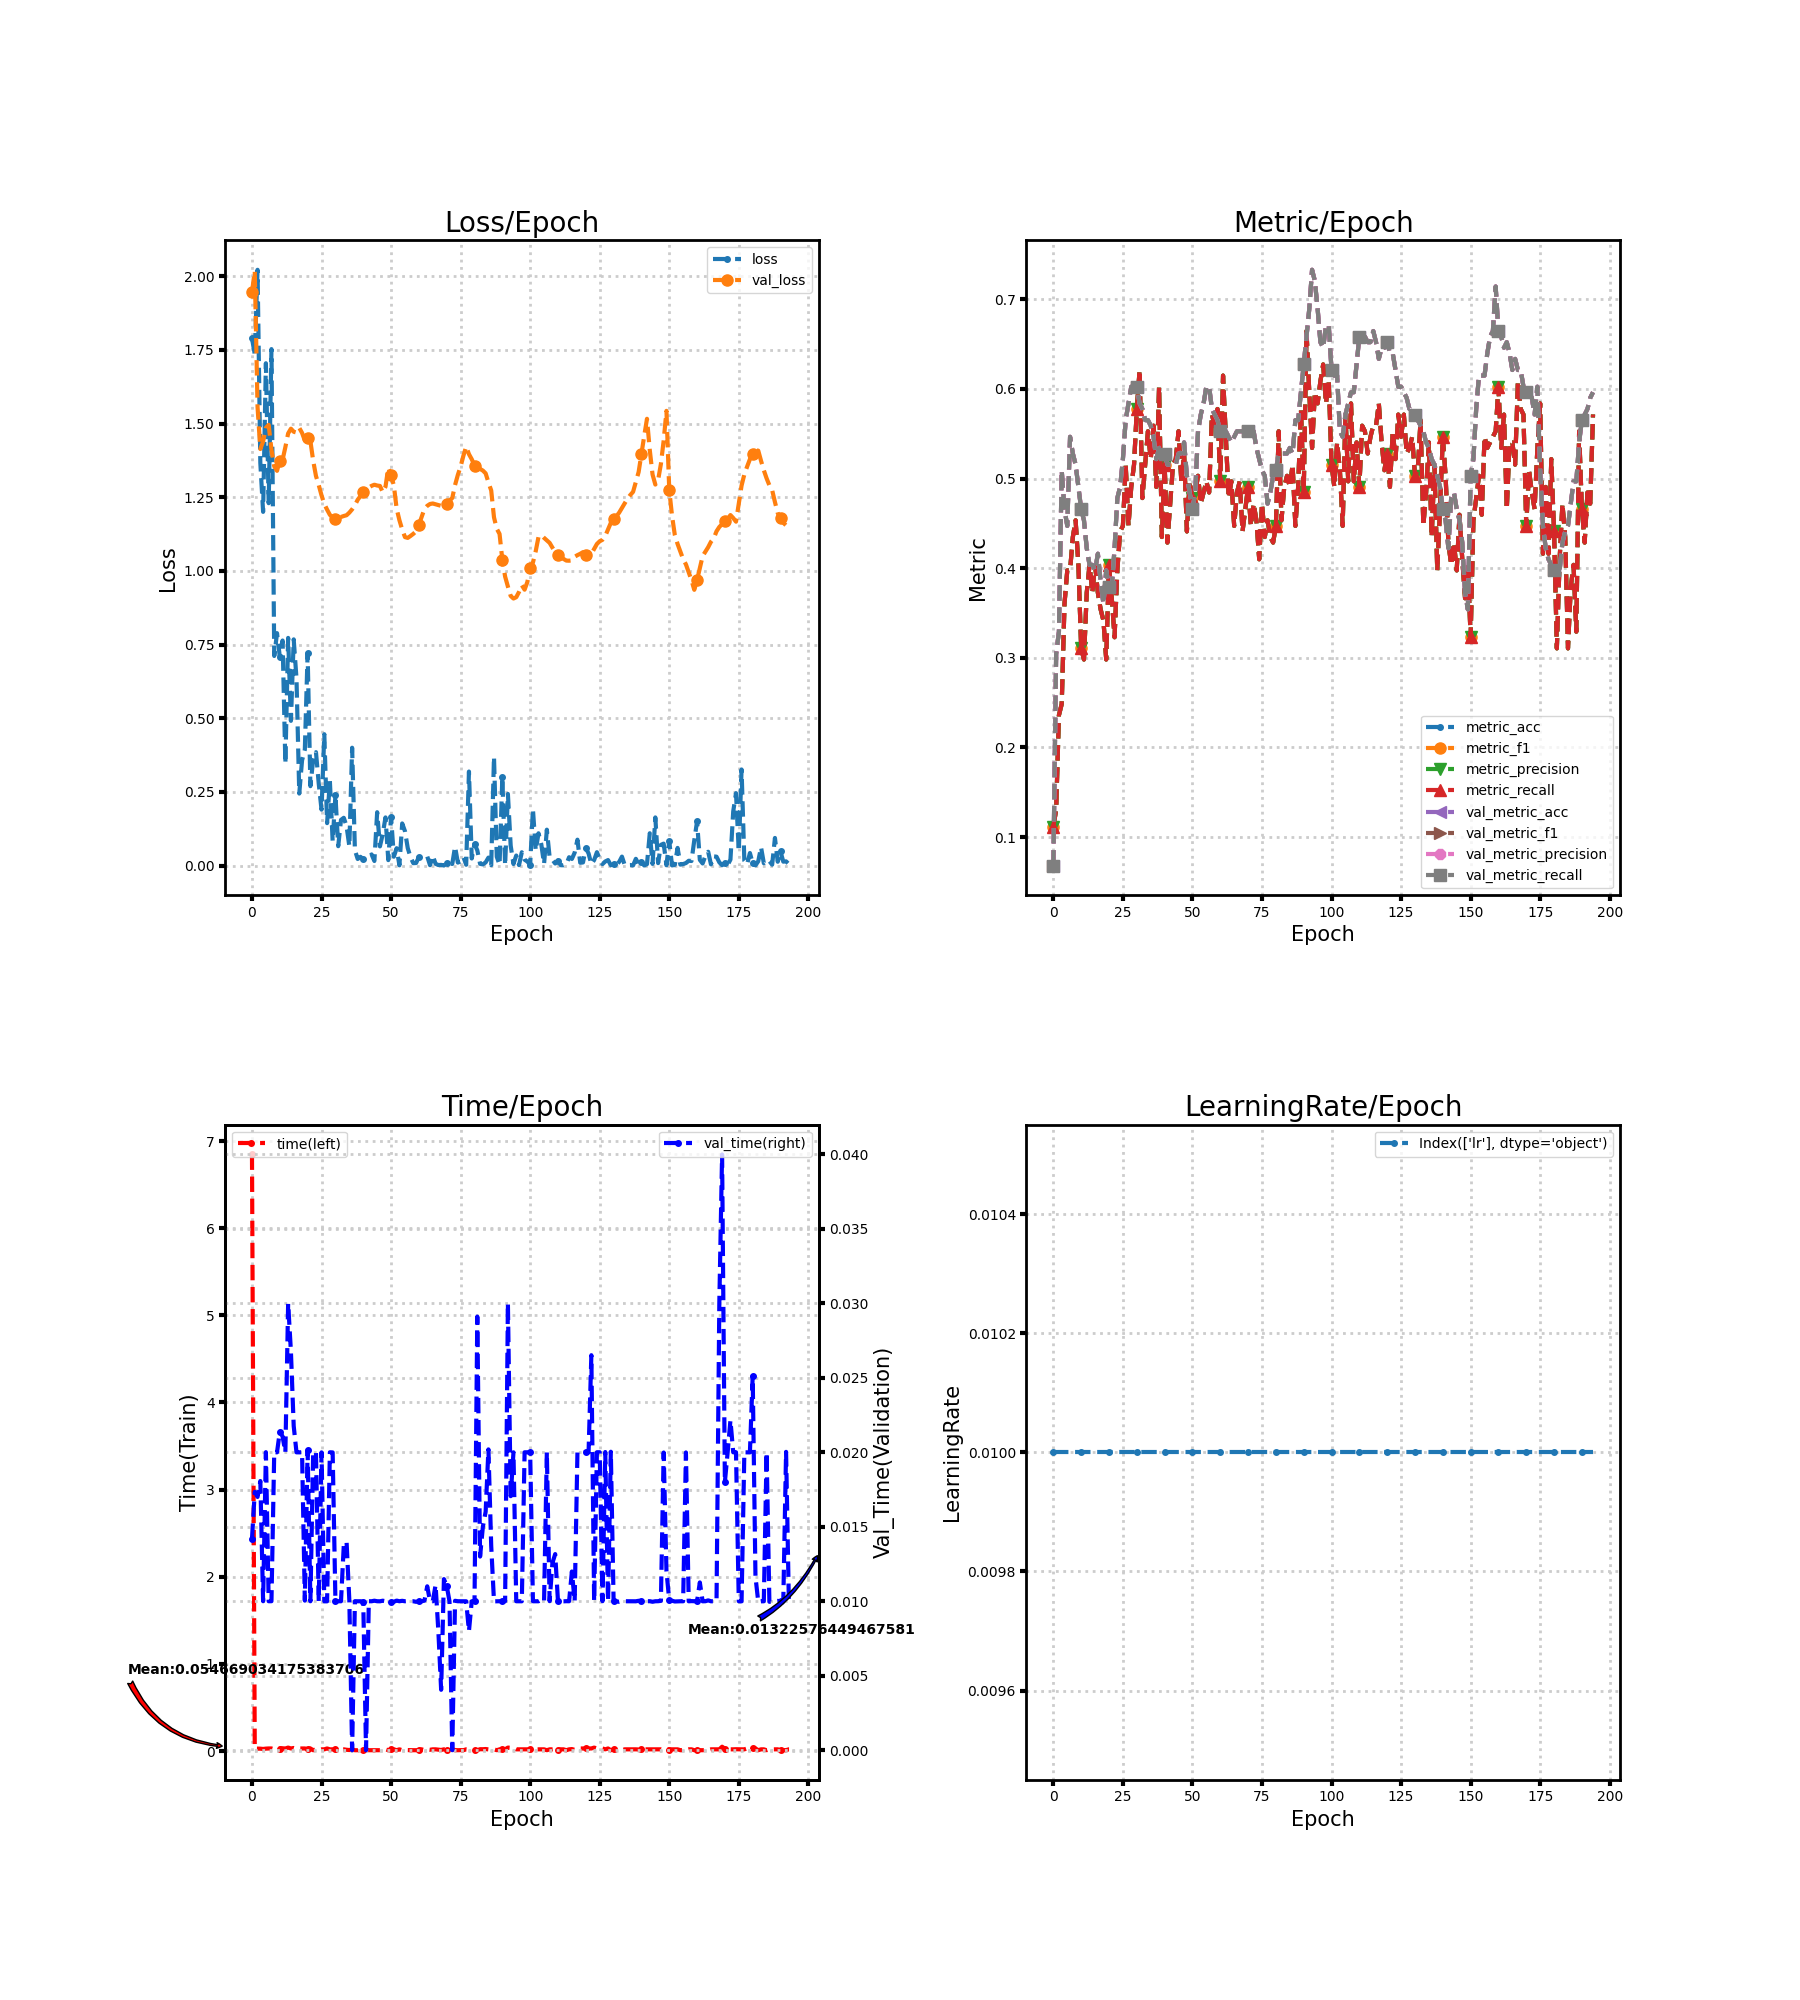 Loss/Epoch
2.00
1.75
1.50
1.25
1.00
0.75
0.50
0.25
0.00
Loss
loss
val_loss
0 25 50 75 100 125 150 175 200
Epoch
Metric/Epoch
0.7
0.6
0.5
0.4
0.3
0.2
0.1
Metric
metric_acc
metric_f1
metric_precision
metric_recall
val_metric_acc
val_metric_f1
val_metric_precision
val_metric_recall
0 25 50 75 100 125 150 175 200
Epoch
Time/Epoch
7
6
5
4
3
2
1
0
Time(Train)
time(left)
val_time(right)
0.040
0.035
0.030
0.025
0.020
0.015
0.010
0.005
0.000
Val_Time(Validation)
Mean:0.01322576449467581
Mean:0.054669034175383706
0 25 50 75 100 125 150 175 200
Epoch
LearningRate/Epoch
Index(['lr'], dtype='object')
0.0104
0.0102
0.0100
0.0098
0.0096
LearningRate
0 25 50 75 100 125 150 175 200
Epoch